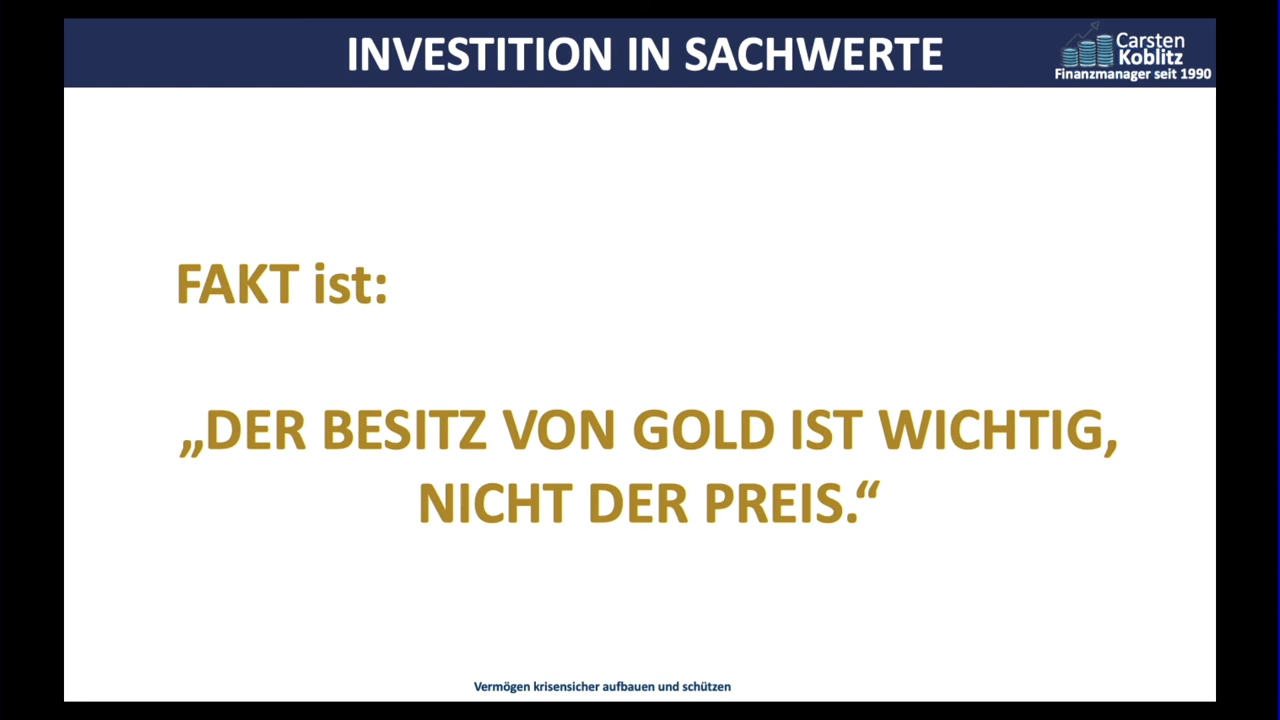 INVESTITION IN SACHWERTE
Carsten
Koblitz
Finanzmanager seit 1990
FAKT ist:
„DER BESITZ VON GOLD IST WICHTIG,
NICHT DER PREIS.“
Vermögen krisensicher aufbauen und schützen